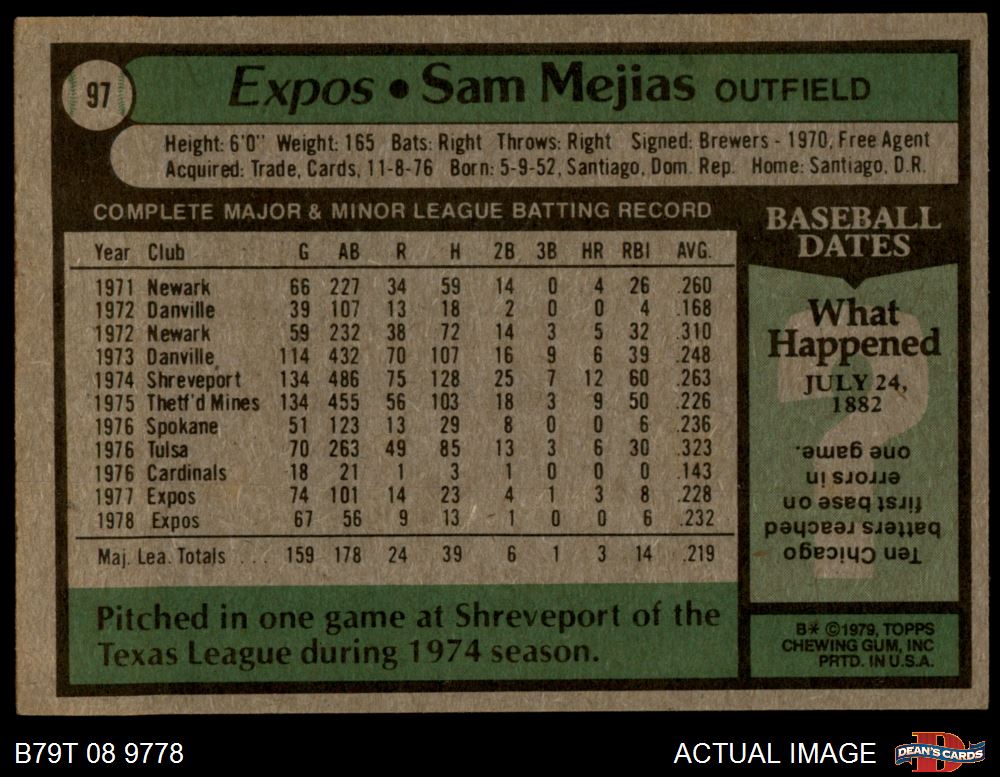 97
Expos • Sam Mejias OUTFIELD
Height: 6'0" Weight: 165 Bats: Right Throws: Right Signed: Brewers - 1970, Free Agent
Acquired: Trade, Cards, 11-8-76 Born: 5-9-52, Santiago, Dom. Rep. Home: Santiago, D.R.
COMPLETE MAJOR & MINOR LEAGUE BATTING RECORD
Year Club G AB R H 2B 3B HR RBI AVG.
1971 Newark 66 227 34 59 14 0 4 26 .260
1972 Danville 39 107 13 18 2 0 0 4 .168
1972 Newark 59 232 38 72 14 3 5 32 .310
1973 Danville 114 432 70 107 16 9 6 39 .248
1974 Shreveport 134 486 75 128 25 7 12 60 .263
1975 Thetf'd Mines 134 455 56 103 18 3 9 50 .226
1976 Spokane 51 123 13 29 8 0 0 6 .236
1976 Tulsa 70 263 49 85 13 3 6 30 .323
1976 Cardinals 18 21 1 3 1 0 0 0 .143
1977 Expos 74 101 14 23 4 1 3 8 .228
1978 Expos 67 56 9 13 1 0 0 6 .232
Maj. Lea. Totals . . . 159 178 24 39 6 1 3 14 .219
Pitched in one game at Shreveport of the
Texas League during 1974 season.
BASEBALL
DATES
What
Happened
JULY 24,
1882
Ten Chicago
batters reached
first base on
errors in
one game.
B* ©1979, TOPPS
CHEWING GUM, INC
PRTD. IN U.S.A.
B79T 08 9778
ACTUAL IMAGE
DEAN'S CARDS